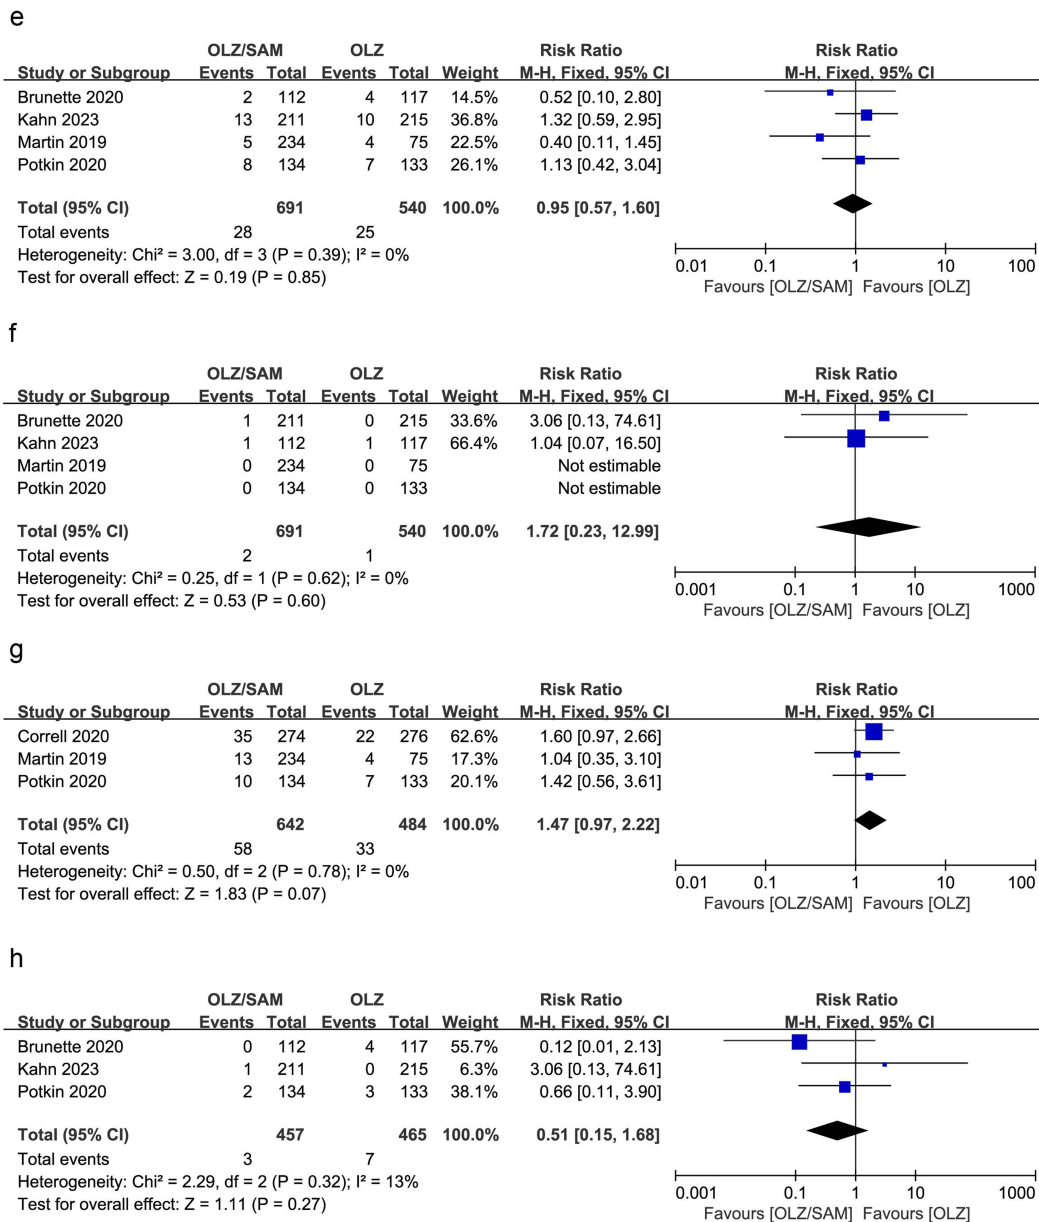 e
OLZ/SAM OLZ Risk Ratio Risk Ratio
Study or Subgroup Events Total Events Total Weight M-H, Fixed, 95% CI M-H, Fixed, 95% CI
Brunette 2020 2 112 4 117 14.5% 0.52 [0.10, 2.80]
Kahn 2023 13 211 10 215 36.8% 1.32 [0.59, 2.95]
Martin 2019 5 234 4 75 22.5% 0.40 [0.11, 1.45]
Potkin 2020 8 134 7 133 26.1% 1.13 [0.42, 3.04]
Total (95% CI) 691 540 100.0% 0.95 [0.57, 1.60]
Total events 28 25
Heterogeneity: Chi² = 3.00, df = 3 (P = 0.39); I² = 0%
Test for overall effect: Z = 0.19 (P = 0.85)
0.01 0.1 1 10 100
Favours [OLZ/SAM] Favours [OLZ]
f
OLZ/SAM OLZ Risk Ratio Risk Ratio
Study or Subgroup Events Total Events Total Weight M-H, Fixed, 95% CI M-H, Fixed, 95% CI
Brunette 2020 1 211 0 215 33.6% 3.06 [0.13, 74.61]
Kahn 2023 1 112 1 117 66.4% 1.04 [0.07, 16.50]
Martin 2019 0 234 0 75 Not estimable
Potkin 2020 0 134 0 133 Not estimable
Total (95% CI) 691 540 100.0% 1.72 [0.23, 12.99]
Total events 2 1
Heterogeneity: Chi² = 0.25, df = 1 (P = 0.62); I² = 0%
Test for overall effect: Z = 0.53 (P = 0.60)
0.001 0.1 1 10 1000
Favours [OLZ/SAM] Favours [OLZ]
g
OLZ/SAM OLZ Risk Ratio Risk Ratio
Study or Subgroup Events Total Events Total Weight M-H, Fixed, 95% CI M-H, Fixed, 95% CI
Correll 2020 35 274 22 276 62.6% 1.60 [0.97, 2.66]
Martin 2019 13 234 4 75 17.3% 1.04 [0.35, 3.10]
Potkin 2020 10 134 7 133 20.1% 1.42 [0.56, 3.61]
Total (95% CI) 642 484 100.0% 1.47 [0.97, 2.22]
Total events 58 33
Heterogeneity: Chi² = 0.50, df = 2 (P = 0.78); I² = 0%
Test for overall effect: Z = 1.83 (P = 0.07)
0.01 0.1 1 10 100
Favours [OLZ/SAM] Favours [OLZ]
h
OLZ/SAM OLZ Risk Ratio Risk Ratio
Study or Subgroup Events Total Events Total Weight M-H, Fixed, 95% CI M-H, Fixed, 95% CI
Brunette 2020 0 112 4 117 55.7% 0.12 [0.01, 2.13]
Kahn 2023 1 211 0 215 6.3% 3.06 [0.13, 74.61]
Potkin 2020 2 134 3 133 38.1% 0.66 [0.11, 3.90]
Total (95% CI) 457 465 100.0% 0.51 [0.15, 1.68]
Total events 3 7
Heterogeneity: Chi² = 2.29, df = 2 (P = 0.32); I² = 13%
Test for overall effect: Z = 1.11 (P = 0.27)
0.001 0.1 1 10 1000
Favours [OLZ/SAM] Favours [OLZ]